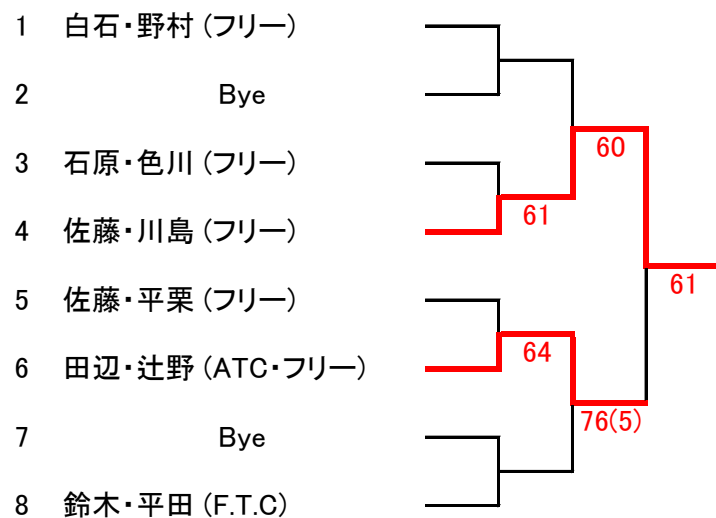 1 白石・野村 (フリー)
2 Bye
60
3 石原・色川 (フリー)
61
4 佐藤・川島 (フリー)
61
5 佐藤・平栗 (フリー)
64
6 田辺・辻野 (ATC・フリー)
76(5)
7 Bye
8 鈴木・平田 (F.T.C)